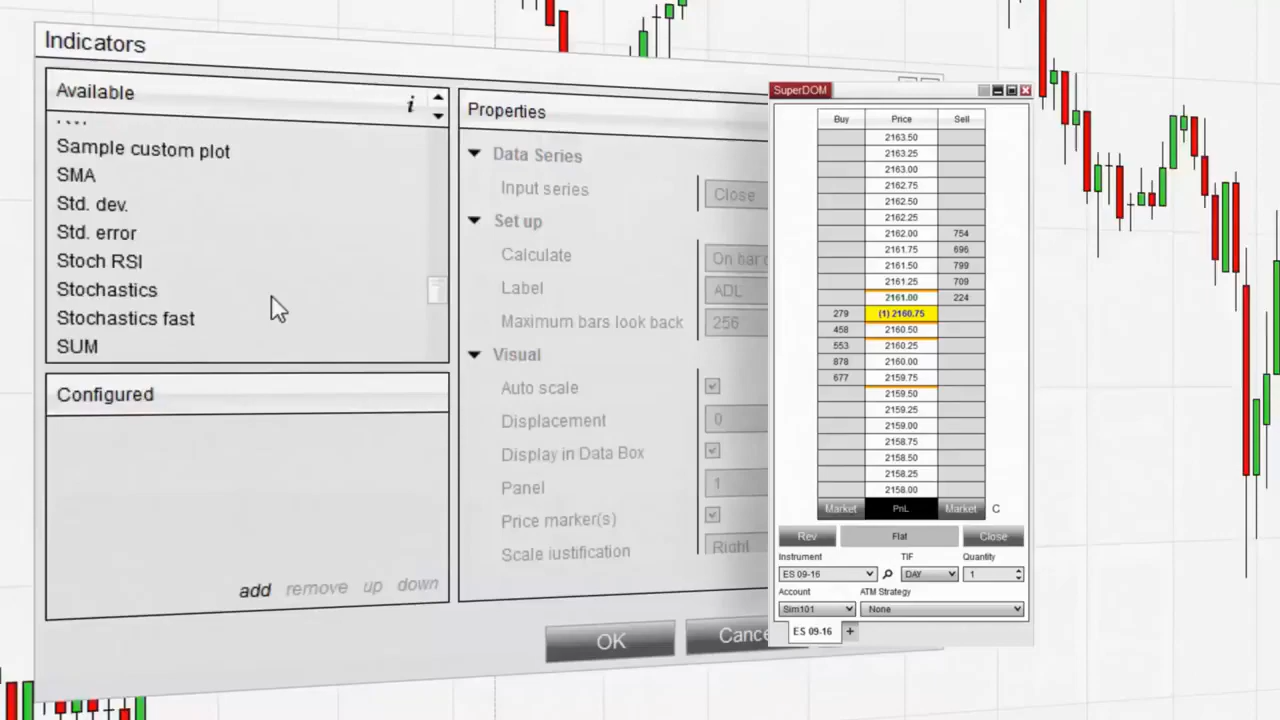 Indicators
Available
i
Sample custom plot
SMA
Std. dev.
Std. error
Stoch RSI
Stochastics
Stochastics fast
SUM
Configured
add remove up down
Properties
Data Series
Input series Close
Set up
Calculate On bar
Label ADL
Maximum bars look back 256
Visual
Auto scale
Displacement 0
Display in Data Box
Panel 1
Price marker(s)
Scale justification Right
OK
SuperDOM
Buy Price Sell
2163.50
2163.25
2163.00
2162.75
2162.50
2162.25
2162.00 754
2161.75 696
2161.50 799
2161.25 709
2161.00 224
279 (1) 2160.75
458 2160.50
553 2160.25
878 2160.00
677 2159.75
2159.50
2159.25
2159.00
2158.75
2158.50
2158.25
2158.00
Market PnL Market C
Rev Flat Close
Instrument TIF Quantity
ES 09-16 DAY 1
Account ATM Strategy
Sim101 None
ES 09-16 +